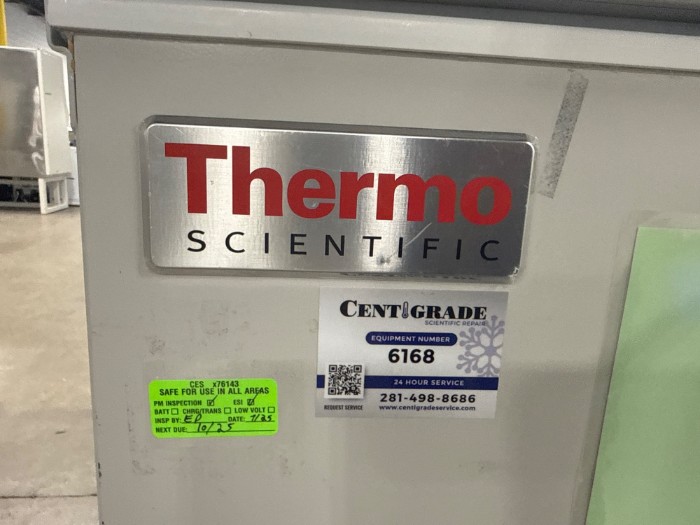 Thermo
SCIENTIFIC
CENTIGRADE
SCIENTIFIC REPAIR
EQUIPMENT NUMBER
6168
24 HOUR SERVICE
REQUEST SERVICE
281-498-8686
www.centigradeservice.com
CES x76143
SAFE FOR USE IN ALL AREAS
PM INSPECTION ☑ ESI ☑
BATT ☐ CHRG/TRANS ☐ LOW VOLT ☐
INSP BY: EP DATE: 7/25
NEXT DUE: 10/25